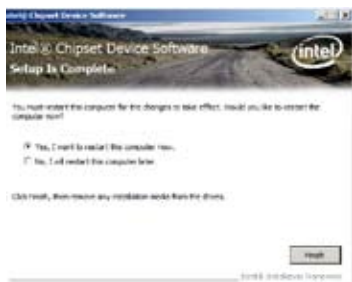 Intel® Chipset Device Software
Intel® Chipset Device Software
intel
Setup Is Complete
You must restart this computer for the changes to take effect. Would you like to restart the
computer now?
Yes, I want to restart this computer now.
No, I will restart this computer later.
Click Finish, then remove any installation media from the drives.
Finish
Intel® Installation Framework